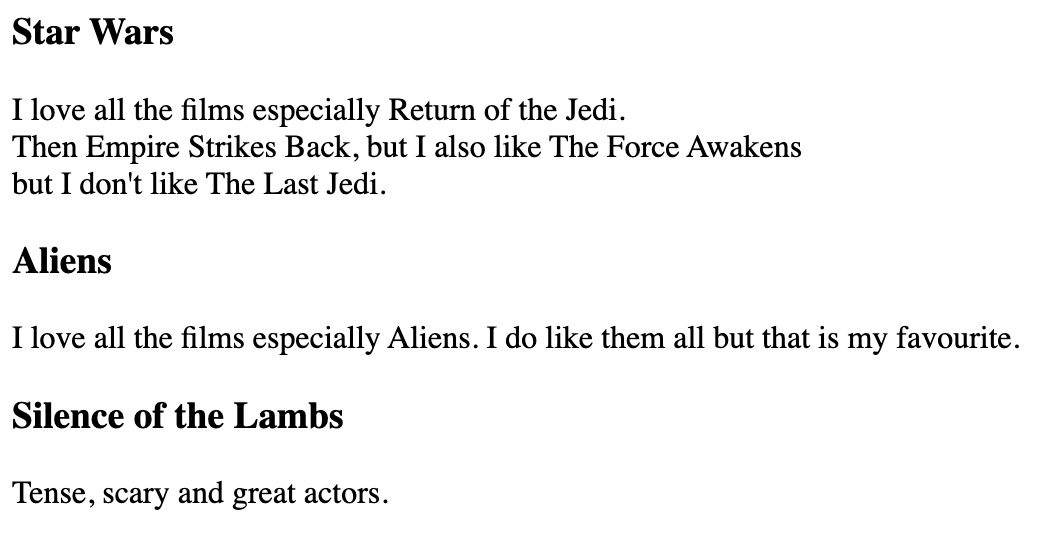 Star Wars
I love all the films especially Return of the Jedi.
Then Empire Strikes Back, but I also like The Force Awakens
but I don't like The Last Jedi.
Aliens
I love all the films especially Aliens. I do like them all but that is my favourite.
Silence of the Lambs
Tense, scary and great actors.